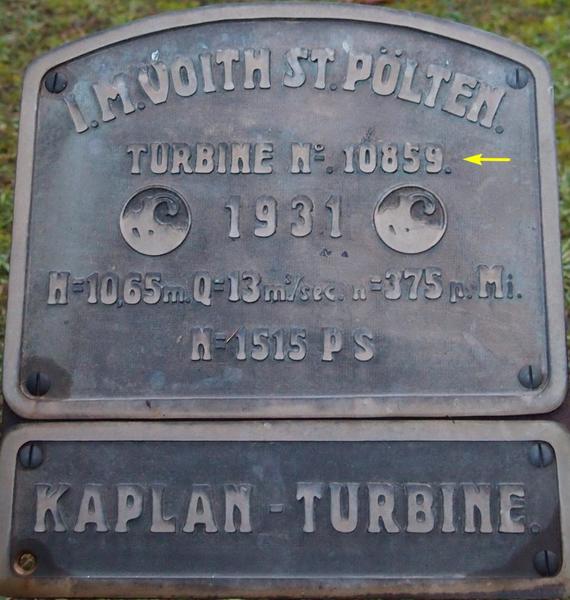 I.M.VOITH ST.PÖLTEN.
TURBINE No. 10859.
1931
H=10,65m. Q=13m³/sec. n=375 p. Mi.
N=1515 PS
KAPLAN - TURBINE.